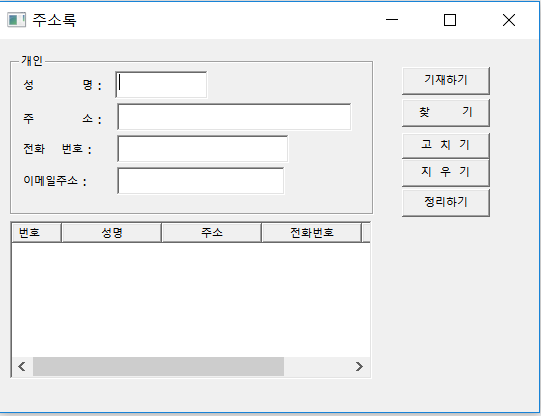 주소록
개인
성 명 :
주 소 :
전화 번호 :
이메일주소 :
기재하기
찾 기
고 치 기
지 우 기
정리하기
번호 성명 주소 전화번호